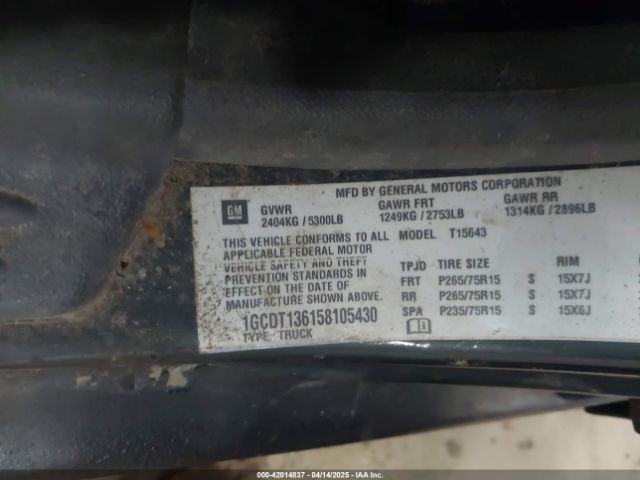 MFD BY GENERAL MOTORS CORPORATION
GM
GVWR GAWR FRT GAWR RR
2404KG / 5300LB 1249KG / 2753LB 1314KG / 2896LB
THIS VEHICLE CONFORMS TO ALL MODEL T15643
APPLICABLE FEDERAL MOTOR
VEHICLE SAFETY AND THEFT TPJD TIRE SIZE RIM
PREVENTION STANDARDS IN FRT P265/75R15 S 15X7J
EFFECT ON THE DATE OF RR P265/75R15 S 15X7J
MANUFACTURE SHOWN ABOVE. SPA P235/75R15 S 15X6J
1GCDT136158105430
TYPE: TRUCK
000-42014837 - 04/14/2025 - IAA Inc.